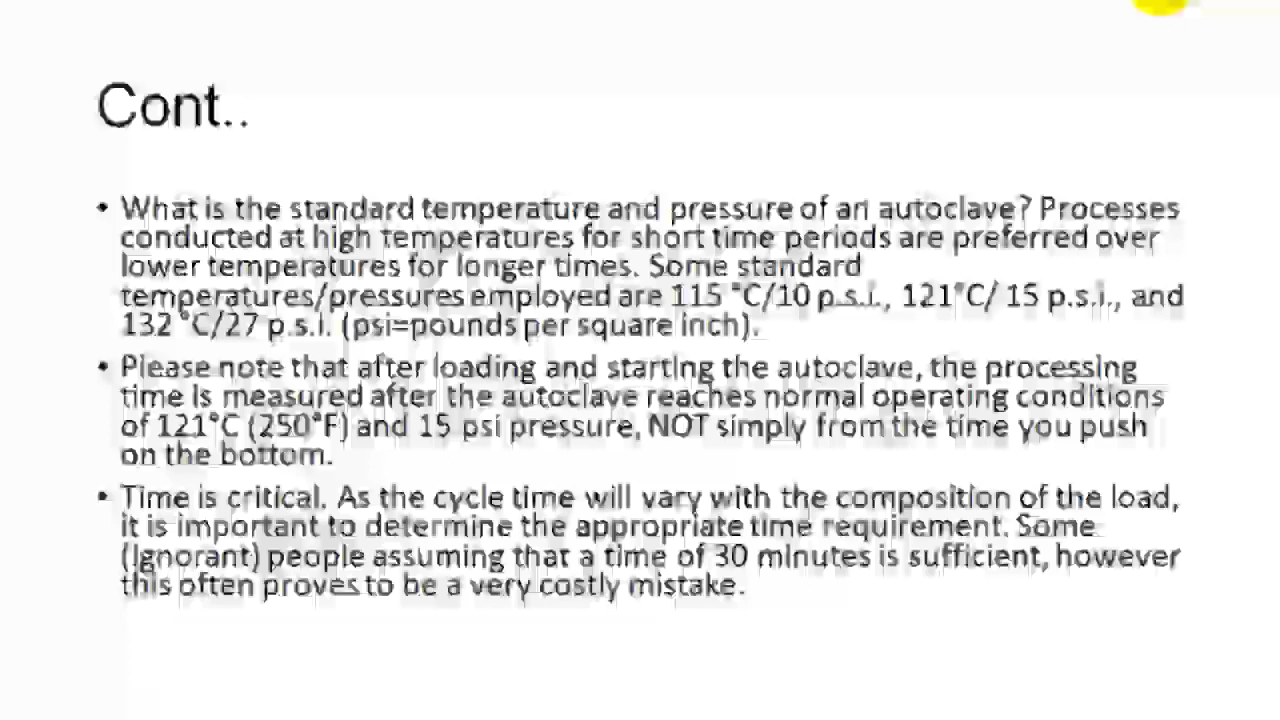 Cont..
• What is the standard temperature and pressure of an autoclave? Processes
conducted at high temperatures for short time periods are preferred over
lower temperatures for longer times. Some standard
temperatures/pressures employed are 115 °C/10 p.s.i., 121°C/ 15 p.s.i., and
132 °C/27 p.s.i. (psi=pounds per square inch).
• Please note that after loading and starting the autoclave, the processing
time is measured after the autoclave reaches normal operating conditions
of 121°C (250°F) and 15 psi pressure, NOT simply from the time you push
on the bottom.
• Time is critical. As the cycle time will vary with the composition of the load,
it is important to determine the appropriate time requirement. Some
(Ignorant) people assuming that a time of 30 minutes is sufficient, however
this often proves to be a very costly mistake.